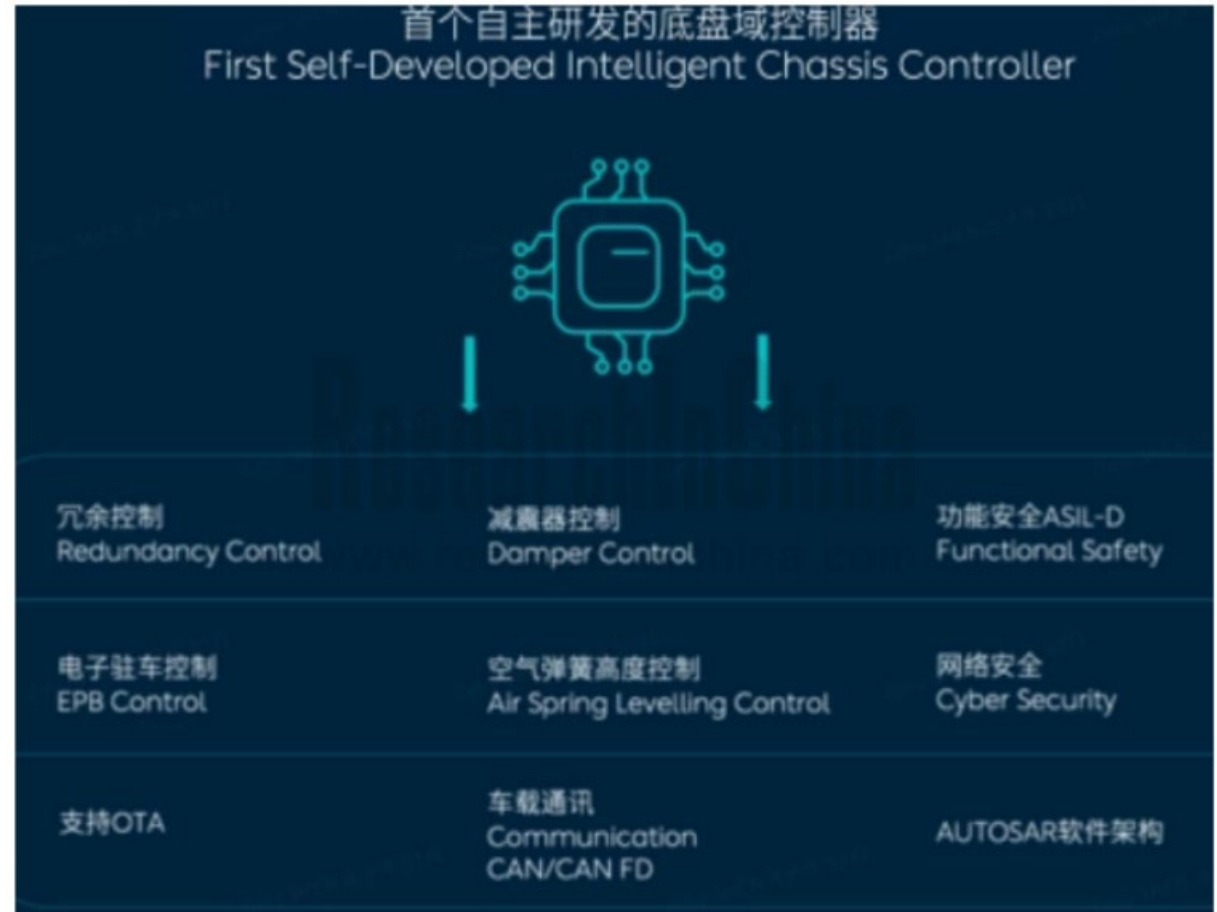 首个自主研发的底盘域控制器
First Self-Developed Intelligent Chassis Controller
ResearchInChina
冗余控制
Redundancy Control
减震器控制
Damper Control
功能安全ASIL-D
Functional Safety
电子驻车控制
EPB Control
空气弹簧高度控制
Air Spring Levelling Control
网络安全
Cyber Security
支持OTA
车载通讯
Communication
CAN/CAN FD
AUTOSAR软件架构